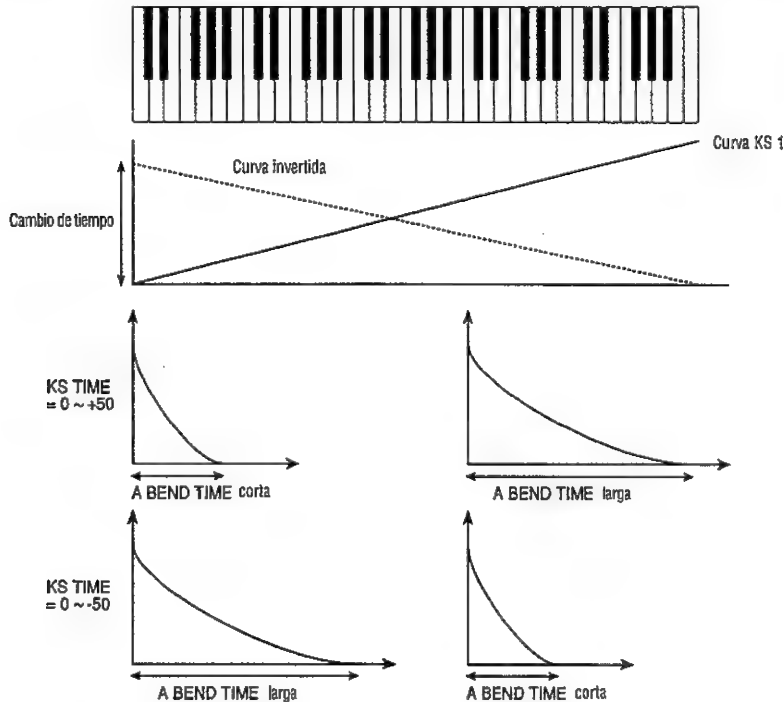 Curva KS 1
Curva invertida
Cambio de tiempo
KS TIME
= 0 ~ +50
A BEND TIME corta
A BEND TIME larga
KS TIME
= 0 ~ -50
A BEND TIME larga
A BEND TIME corta